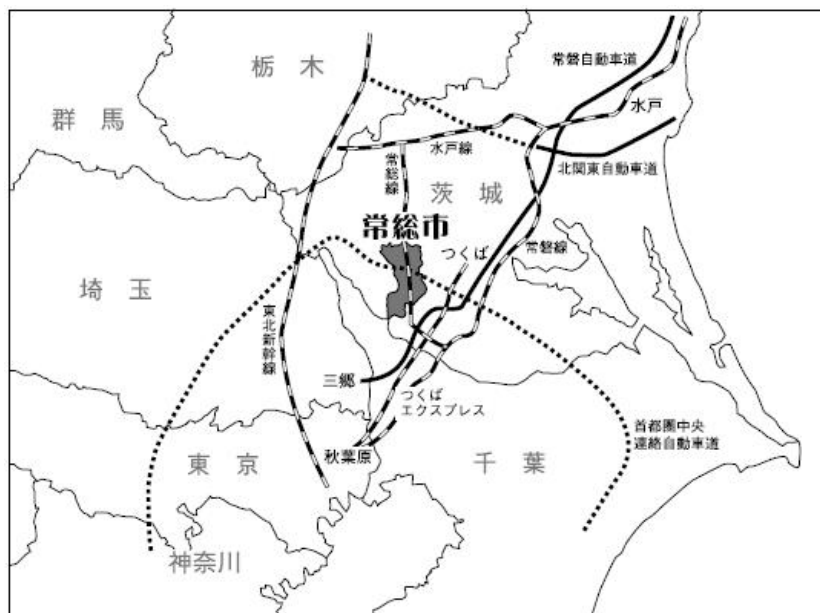 常磐自動車道
栃木
水戸
群馬
水戸線
北関東自動車道
常総線
茨城
常総市
つくば
常磐線
埼玉
東北新幹線
三郷
つくば
エクスプレス
首都圏中央
連絡自動車道
秋葉原
東京
千葉
神奈川